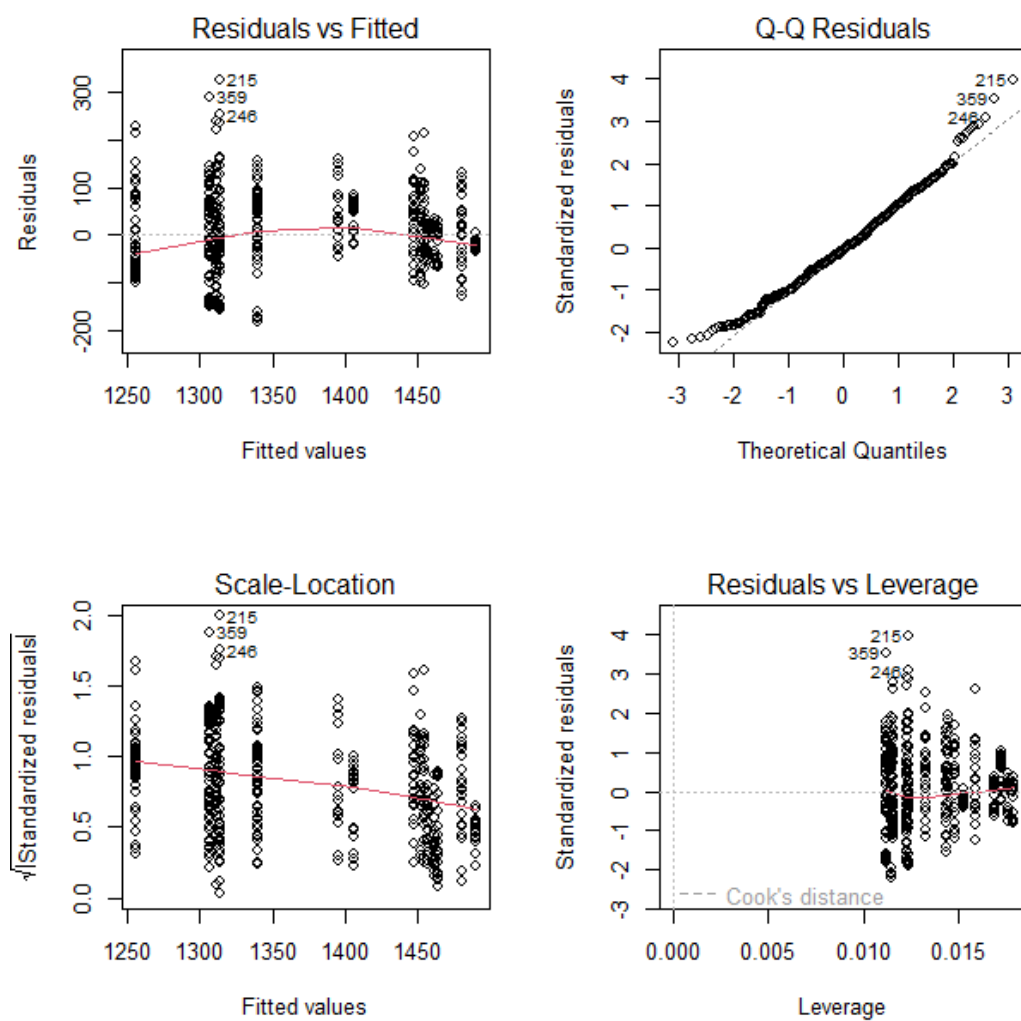 Residuals vs Fitted
Residuals
300
100
0
-200
215
359
246
1250 1300 1350 1400 1450
Fitted values
Q-Q Residuals
Standardized residuals
4
3
2
1
0
-1
-2
215
359
246
-3 -2 -1 0 1 2 3
Theoretical Quantiles
Scale-Location
√|Standardized residuals|
2.0
1.5
1.0
0.5
0.0
215
359
246
1250 1300 1350 1400 1450
Fitted values
Residuals vs Leverage
Standardized residuals
4
3
2
1
0
-1
-2
-3
215
359
246
Cook's distance
0.000 0.005 0.010 0.015
Leverage